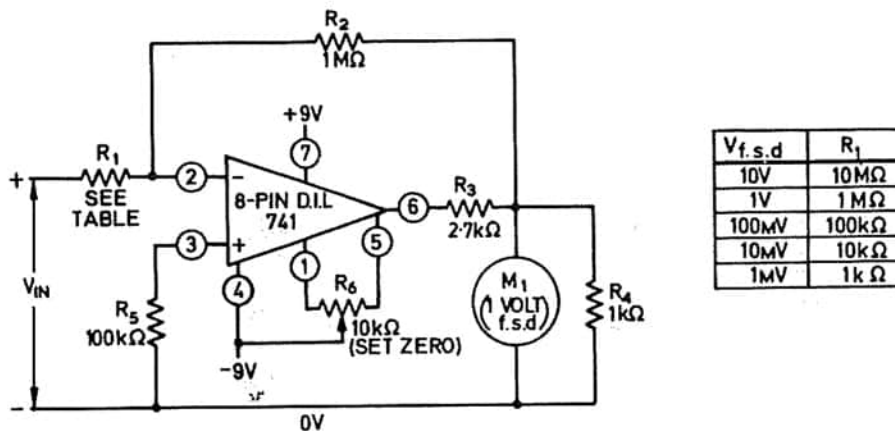 R2
1MΩ
+9V
7
R1
+
2
−
SEE
TABLE
8-PIN D.I.L
741
6
R3
2.7kΩ
3
+
5
1
4
VIN
R5
100kΩ
R6
10kΩ
(SET ZERO)
-9V
M1
(1 VOLT
f.s.d)
R4
1kΩ
−
0V
Vf.s.d R1
10V 10MΩ
1V 1MΩ
100MV 100kΩ
10MV 10kΩ
1MV 1kΩ